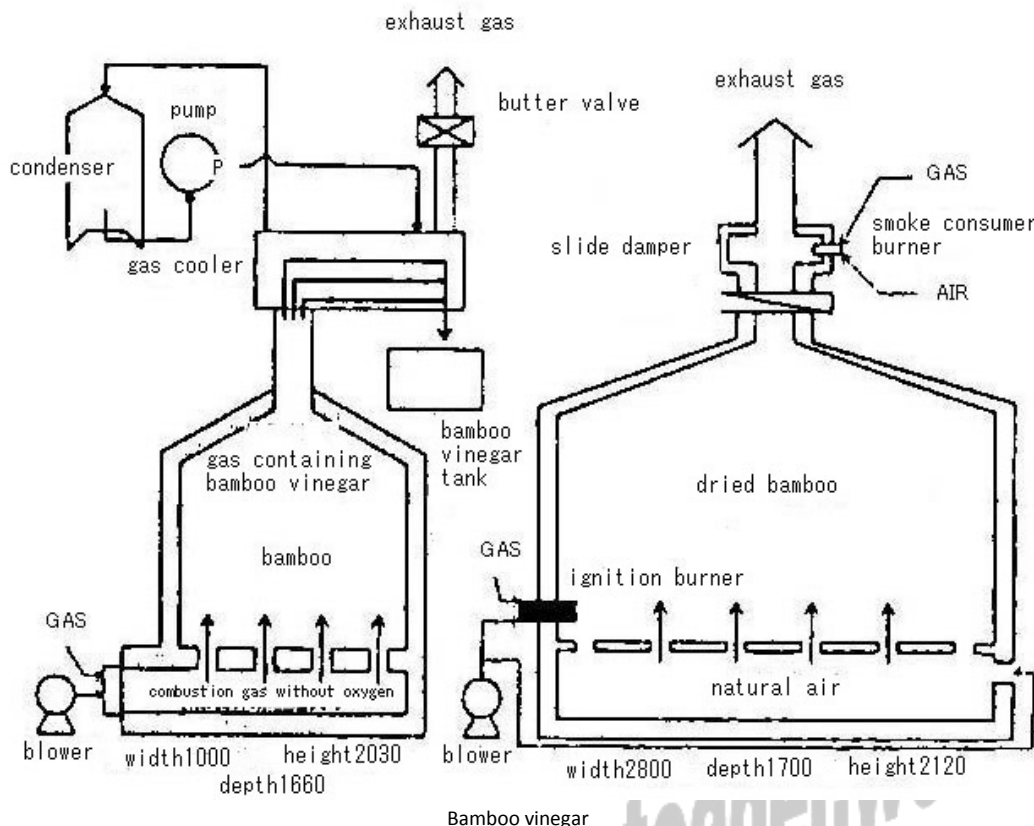 exhaust gas
butter valve
pump
P
condenser
gas cooler
bamboo
vinegar
tank
gas containing
bamboo vinegar
bamboo
GAS
combustion gas without oxygen
blower
width1000
height2030
depth1660
exhaust gas
GAS
smoke consumer
burner
slide damper
AIR
dried bamboo
GAS
ignition burner
natural air
blower
width2800
depth1700
height2120
Bamboo vinegar